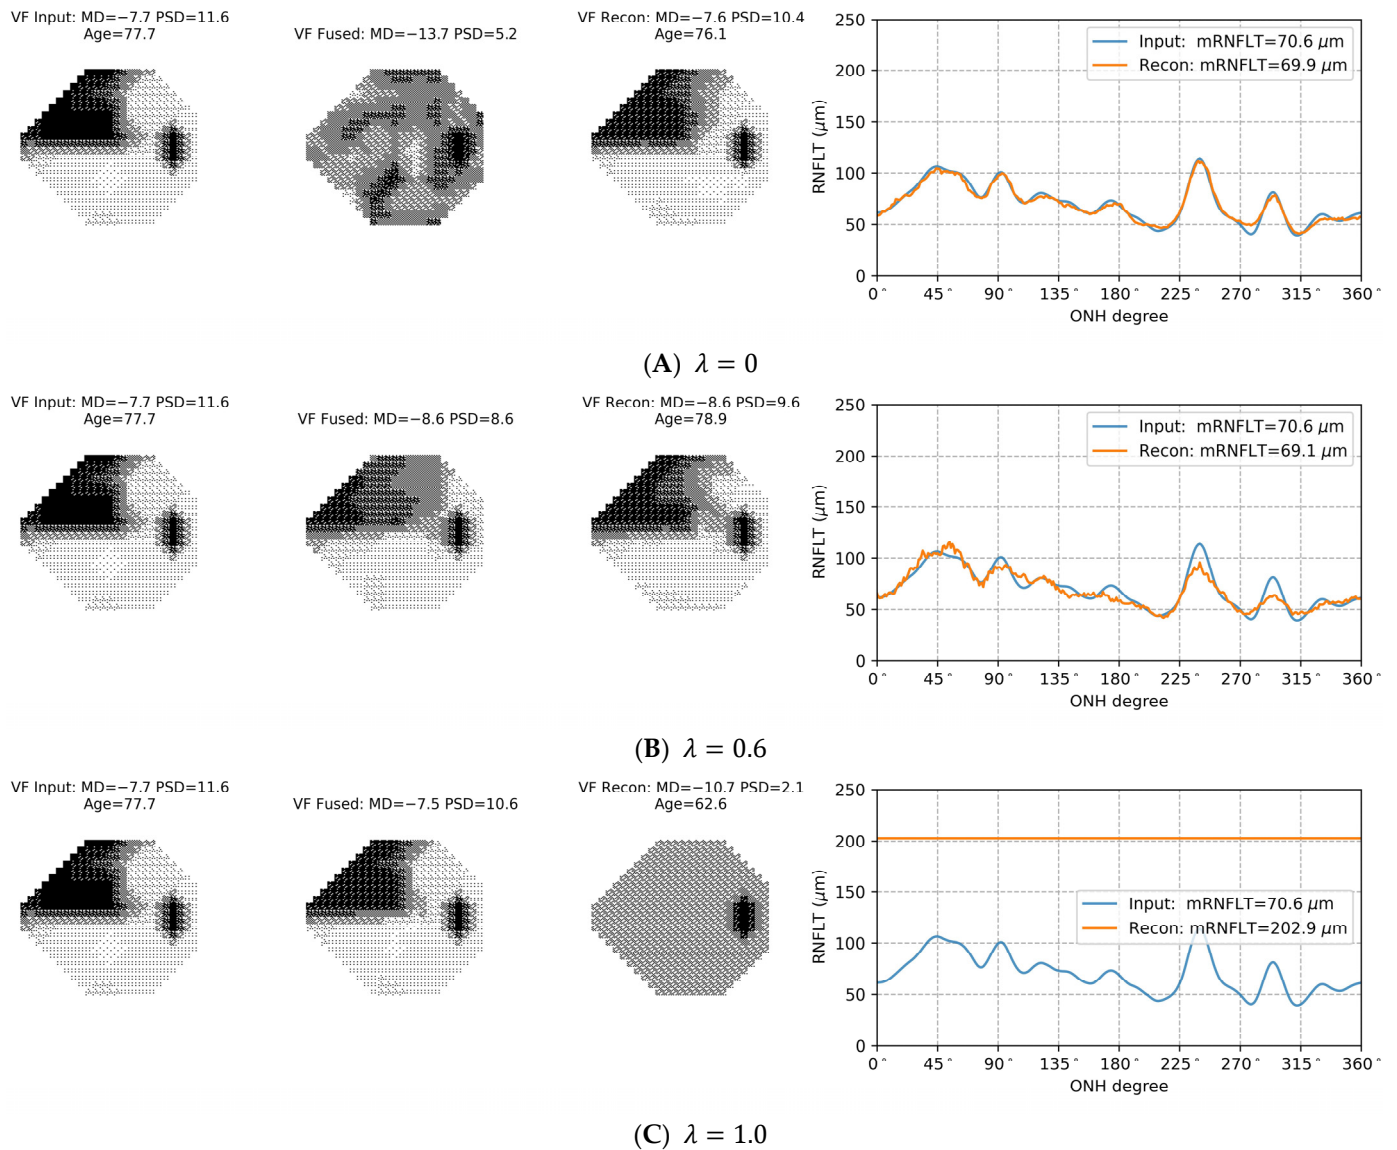 VF Input: MD=−7.7 PSD=11.6
Age=77.7
VF Fused: MD=−13.7 PSD=5.2
VF Recon: MD=−7.6 PSD=10.4
Age=76.1
250
200
150
100
50
0
RNFLT (μm)
Input: mRNFLT=70.6 μm
Recon: mRNFLT=69.9 μm
0° 45° 90° 135° 180° 225° 270° 315° 360°
ONH degree
(A) λ = 0
VF Input: MD=−7.7 PSD=11.6
Age=77.7
VF Fused: MD=−8.6 PSD=8.6
VF Recon: MD=−8.6 PSD=9.6
Age=78.9
250
200
150
100
50
0
RNFLT (μm)
Input: mRNFLT=70.6 μm
Recon: mRNFLT=69.1 μm
0° 45° 90° 135° 180° 225° 270° 315° 360°
ONH degree
(B) λ = 0.6
VF Input: MD=−7.7 PSD=11.6
Age=77.7
VF Fused: MD=−7.5 PSD=10.6
VF Recon: MD=−10.7 PSD=2.1
Age=62.6
250
200
150
100
50
0
RNFLT (μm)
Input: mRNFLT=70.6 μm
Recon: mRNFLT=202.9 μm
0° 45° 90° 135° 180° 225° 270° 315° 360°
ONH degree
(C) λ = 1.0